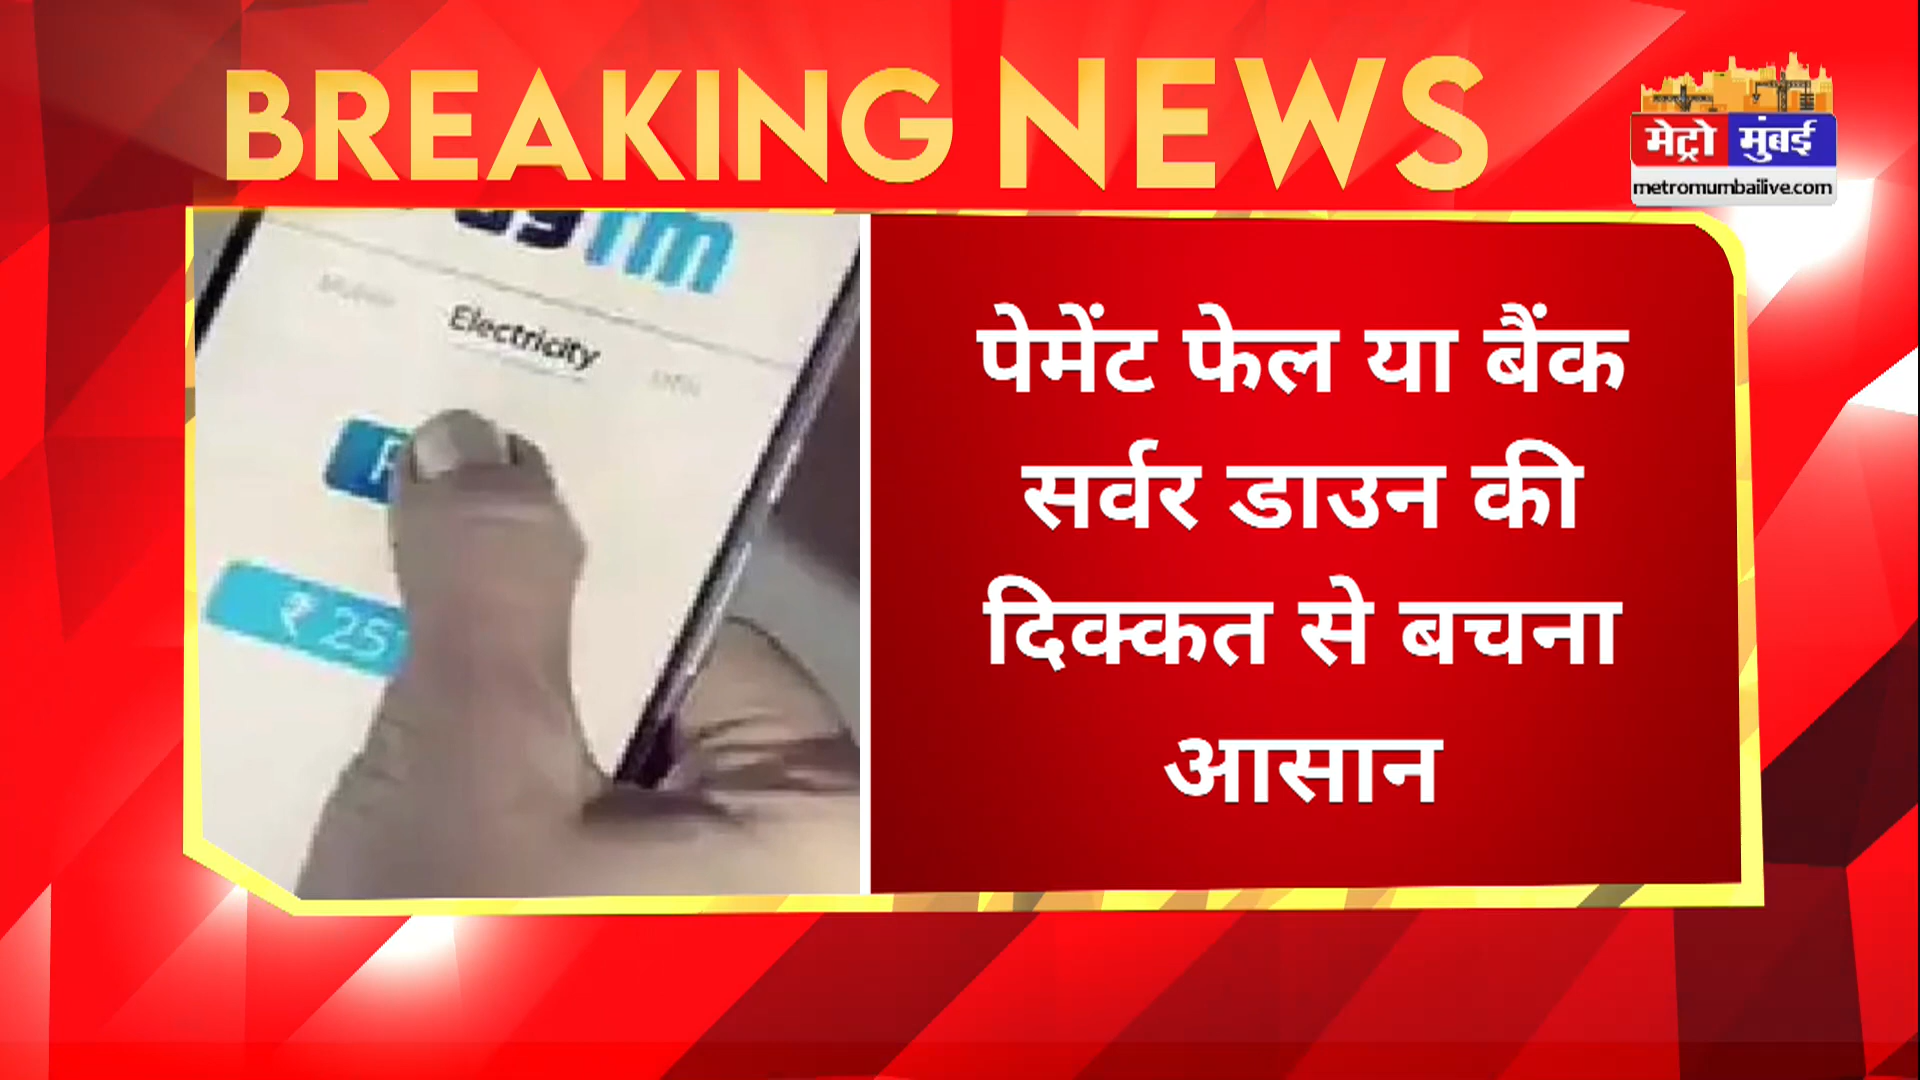 BREAKING NEWS
मेट्रो मुंबई
metromumbailive.com
Electricity
₹ 25
पेमेंट फेल या बैंक
सर्वर डाउन की
दिक्कत से बचना
आसान